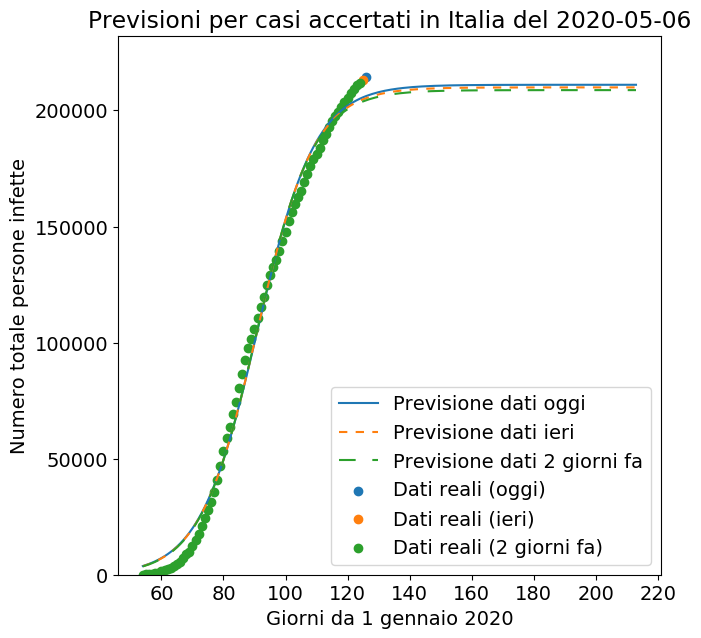 Previsioni per casi accertati in Italia del 2020-05-06
Numero totale persone infette
200000
150000
100000
50000
0
60 80 100 120 140 160 180 200 220
Giorni da 1 gennaio 2020
Previsione dati oggi
Previsione dati ieri
Previsione dati 2 giorni fa
Dati reali (oggi)
Dati reali (ieri)
Dati reali (2 giorni fa)